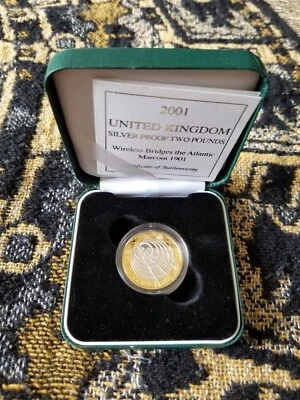 2001
UNITED KINGDOM
SILVER PROOF TWO POUNDS
Wireless Bridges the Atlantic
Marconi 1901
Certificate of Authenticity